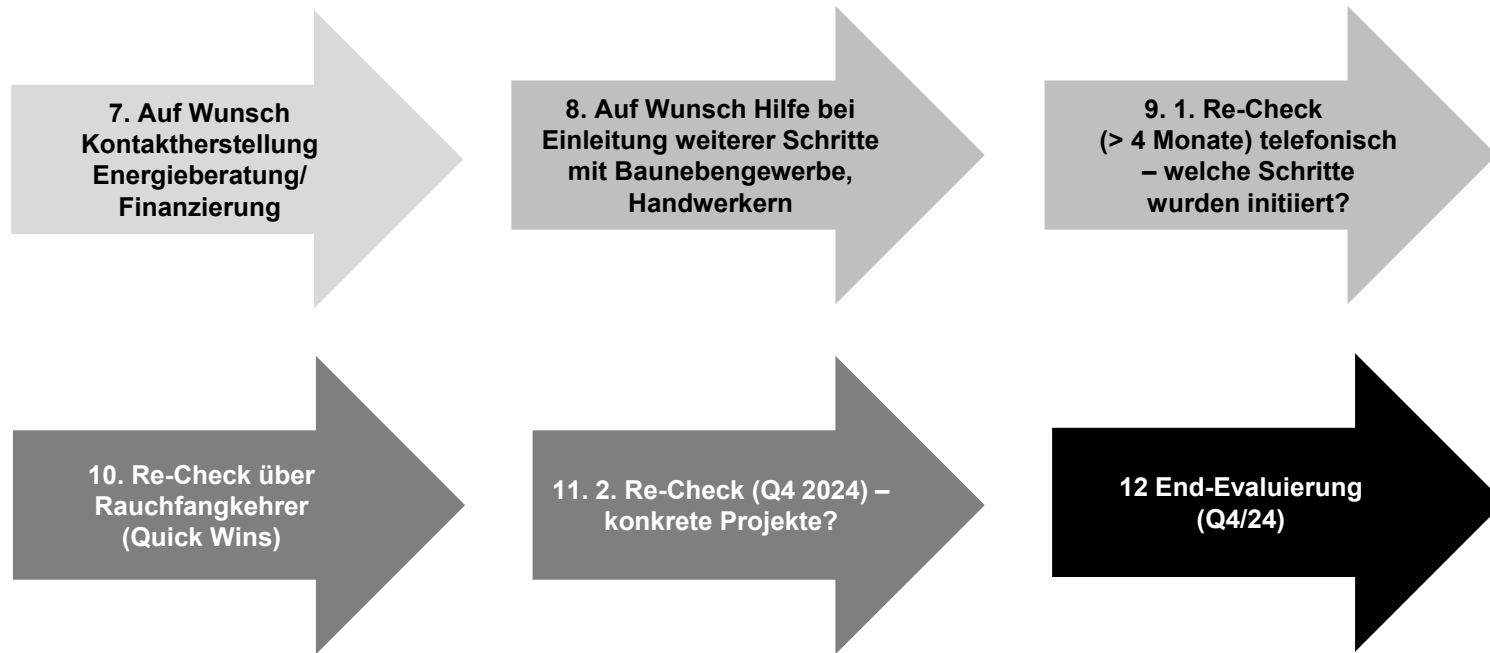 7. Auf Wunsch
Kontaktherstellung
Energieberatung/
Finanzierung
8. Auf Wunsch Hilfe bei
Einleitung weiterer Schritte
mit Baunebengewerbe,
Handwerkern
9. 1. Re-Check
(> 4 Monate) telefonisch
– welche Schritte
wurden initiiert?
10. Re-Check über
Rauchfangkehrer
(Quick Wins)
11. 2. Re-Check (Q4 2024) –
konkrete Projekte?
12 End-Evaluierung
(Q4/24)